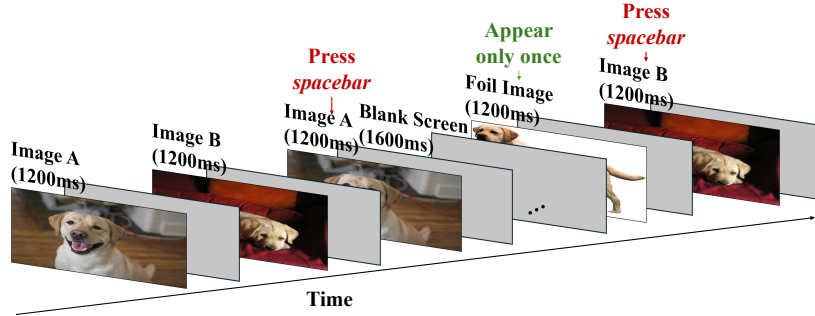 Image A
(1200ms)
Image B
(1200ms)
Press
spacebar
Image A
(1200ms)
Blank Screen
(1600ms)
Appear
only once
Foil Image
(1200ms)
...
Press
spacebar
Image B
(1200ms)
Time